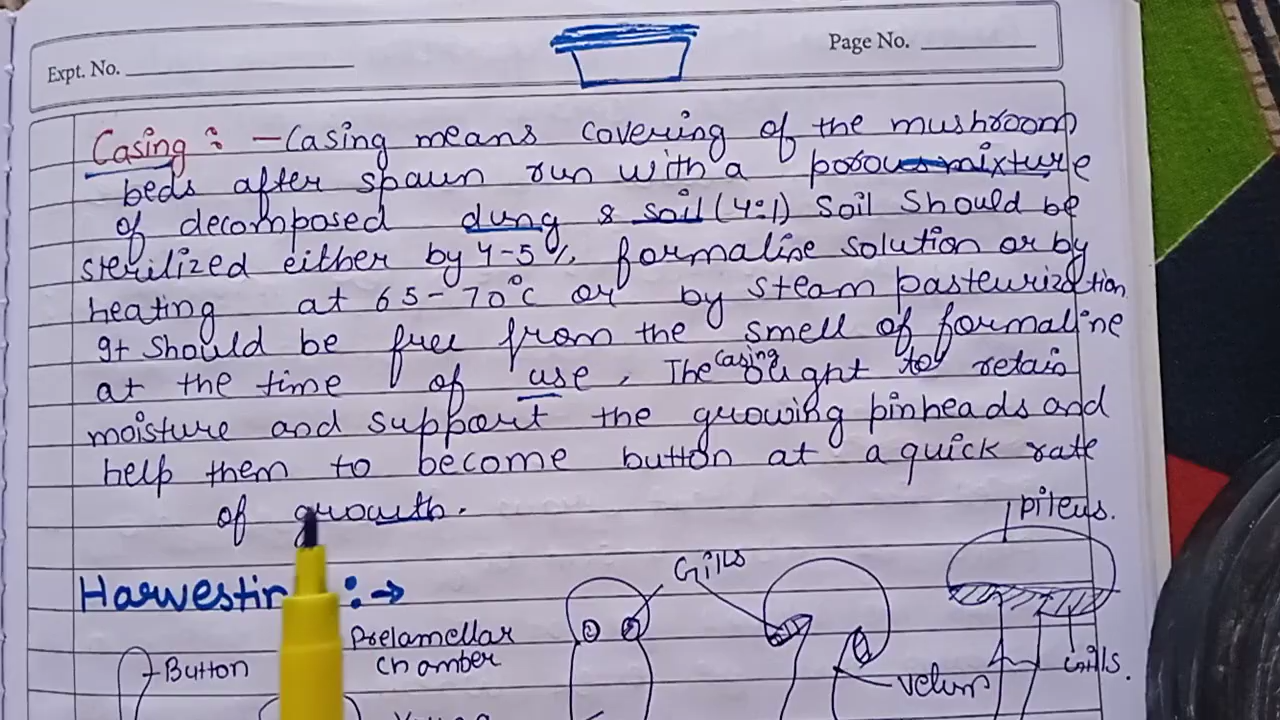 Expt. No.
Page No.
Casing : - Casing means covering of the mushroom
beds after spawn run with a porous mixture
of decomposed dung & soil (4:1) soil should be
sterilized either by 4-5% formaline solution or by
heating at 65-70°C or by steam pasteurization
It should be free from the smell of formaline
at the time of use. The casing ought to retain
moisture and support the growing pinheads and
help them to become button at a quick rate
of growth.
Pileus.
Gills
Harvestin :→
Prelamellar
chamber
Button
Gills.
Velum
Young